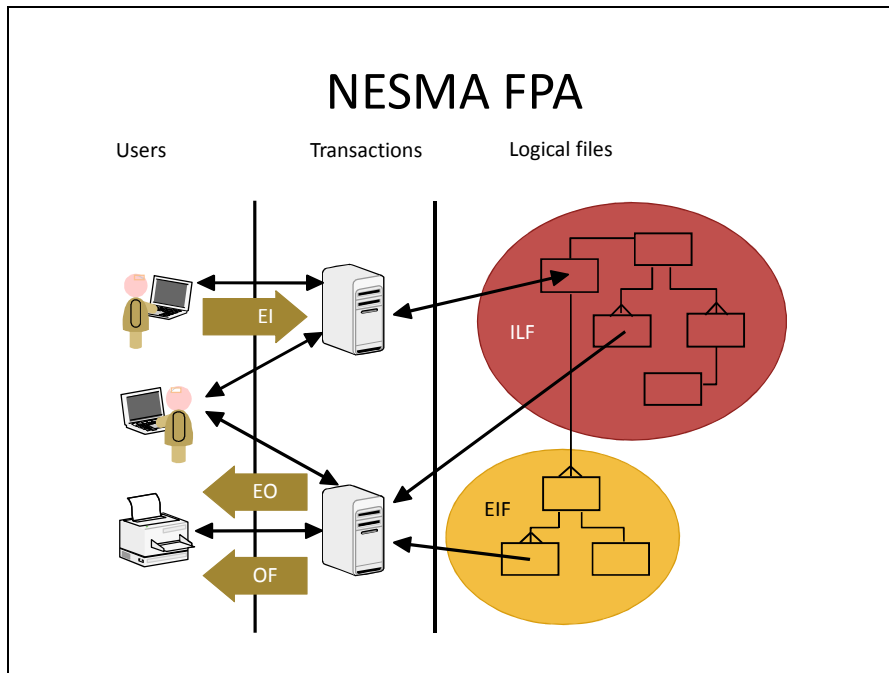 NESMA FPA
Users Transactions Logical files
EI
ILF
EO
EIF
OF